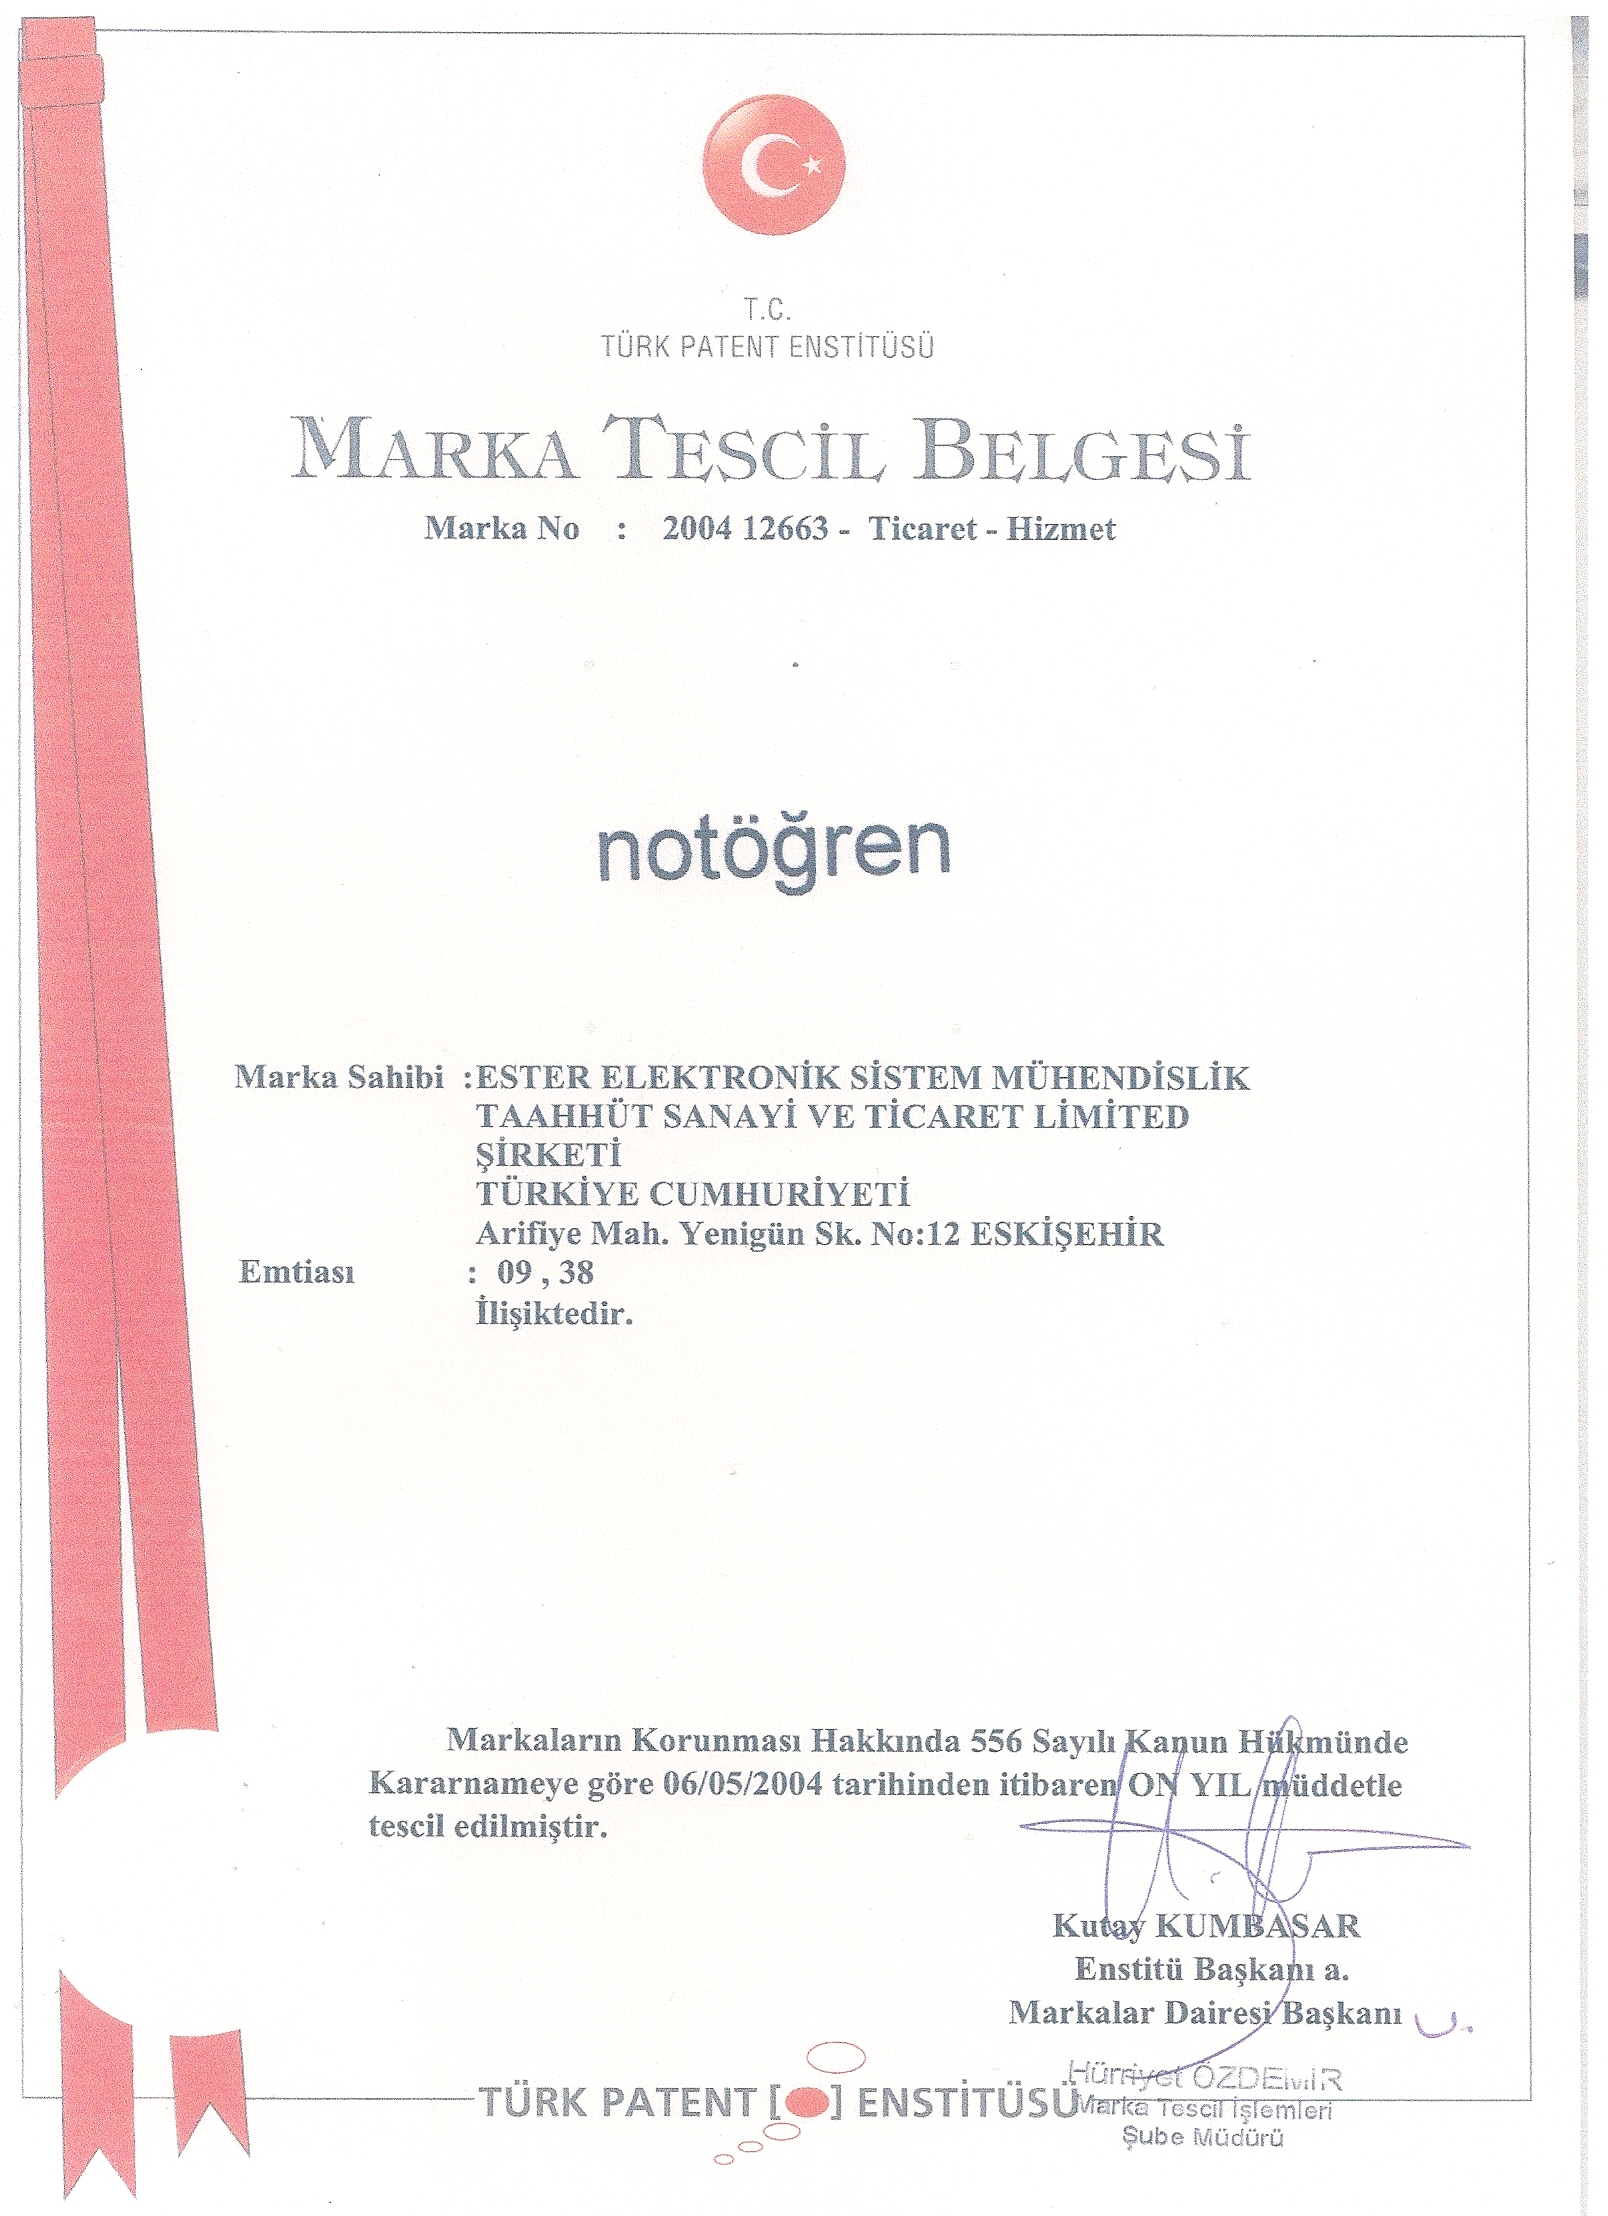 T.C.
TÜRK PATENT ENSTİTÜSÜ
MARKA TESCİL BELGESİ
Marka No : 2004 12663 - Ticaret - Hizmet
notöğren
Marka Sahibi :ESTER ELEKTRONİK SİSTEM MÜHENDİSLİK
TAAHHÜT SANAYİ VE TİCARET LİMİTED
ŞİRKETİ
TÜRKİYE CUMHURİYETİ
Arifiye Mah. Yenigün Sk. No:12 ESKİŞEHİR
Emtiası : 09 , 38
İlişiktedir.
Markaların Korunması Hakkında 556 Sayılı Kanun Hükmünde
Kararnameye göre 06/05/2004 tarihinden itibaren ON YIL müddetle
tescil edilmiştir.
Kutay KUMBASAR
Enstitü Başkanı a.
Markalar Dairesi Başkanı
Hürriyet ÖZDEMİR
Marka Tescil İşlemleri
Şube Müdürü
TÜRK PATENT [ ] ENSTİTÜSÜ